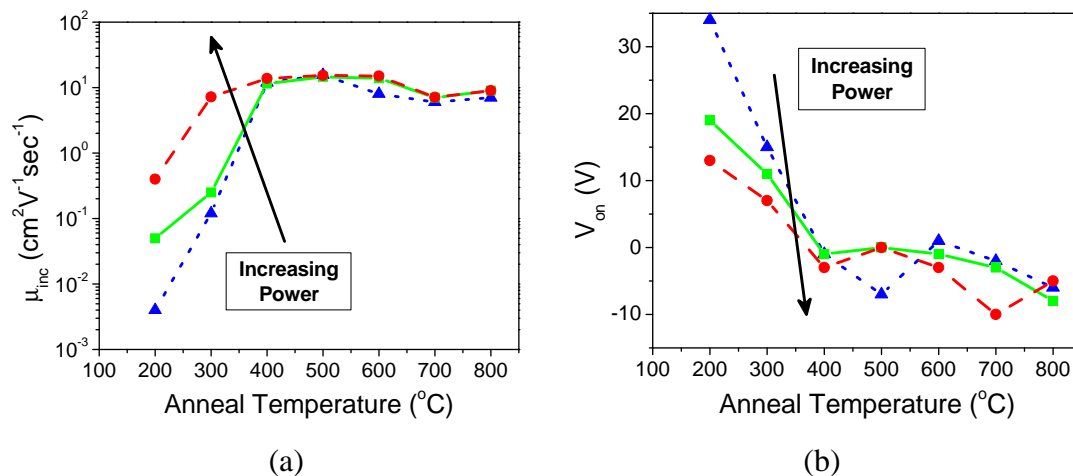 10²
10¹
10⁰
10⁻¹
10⁻²
10⁻³
μ_inc (cm²V⁻¹sec⁻¹)
Increasing
Power
100 200 300 400 500 600 700 800
Anneal Temperature (°C)
(a)
30
20
10
0
-10
V_on (V)
Increasing
Power
100 200 300 400 500 600 700 800
Anneal Temperature (°C)
(b)